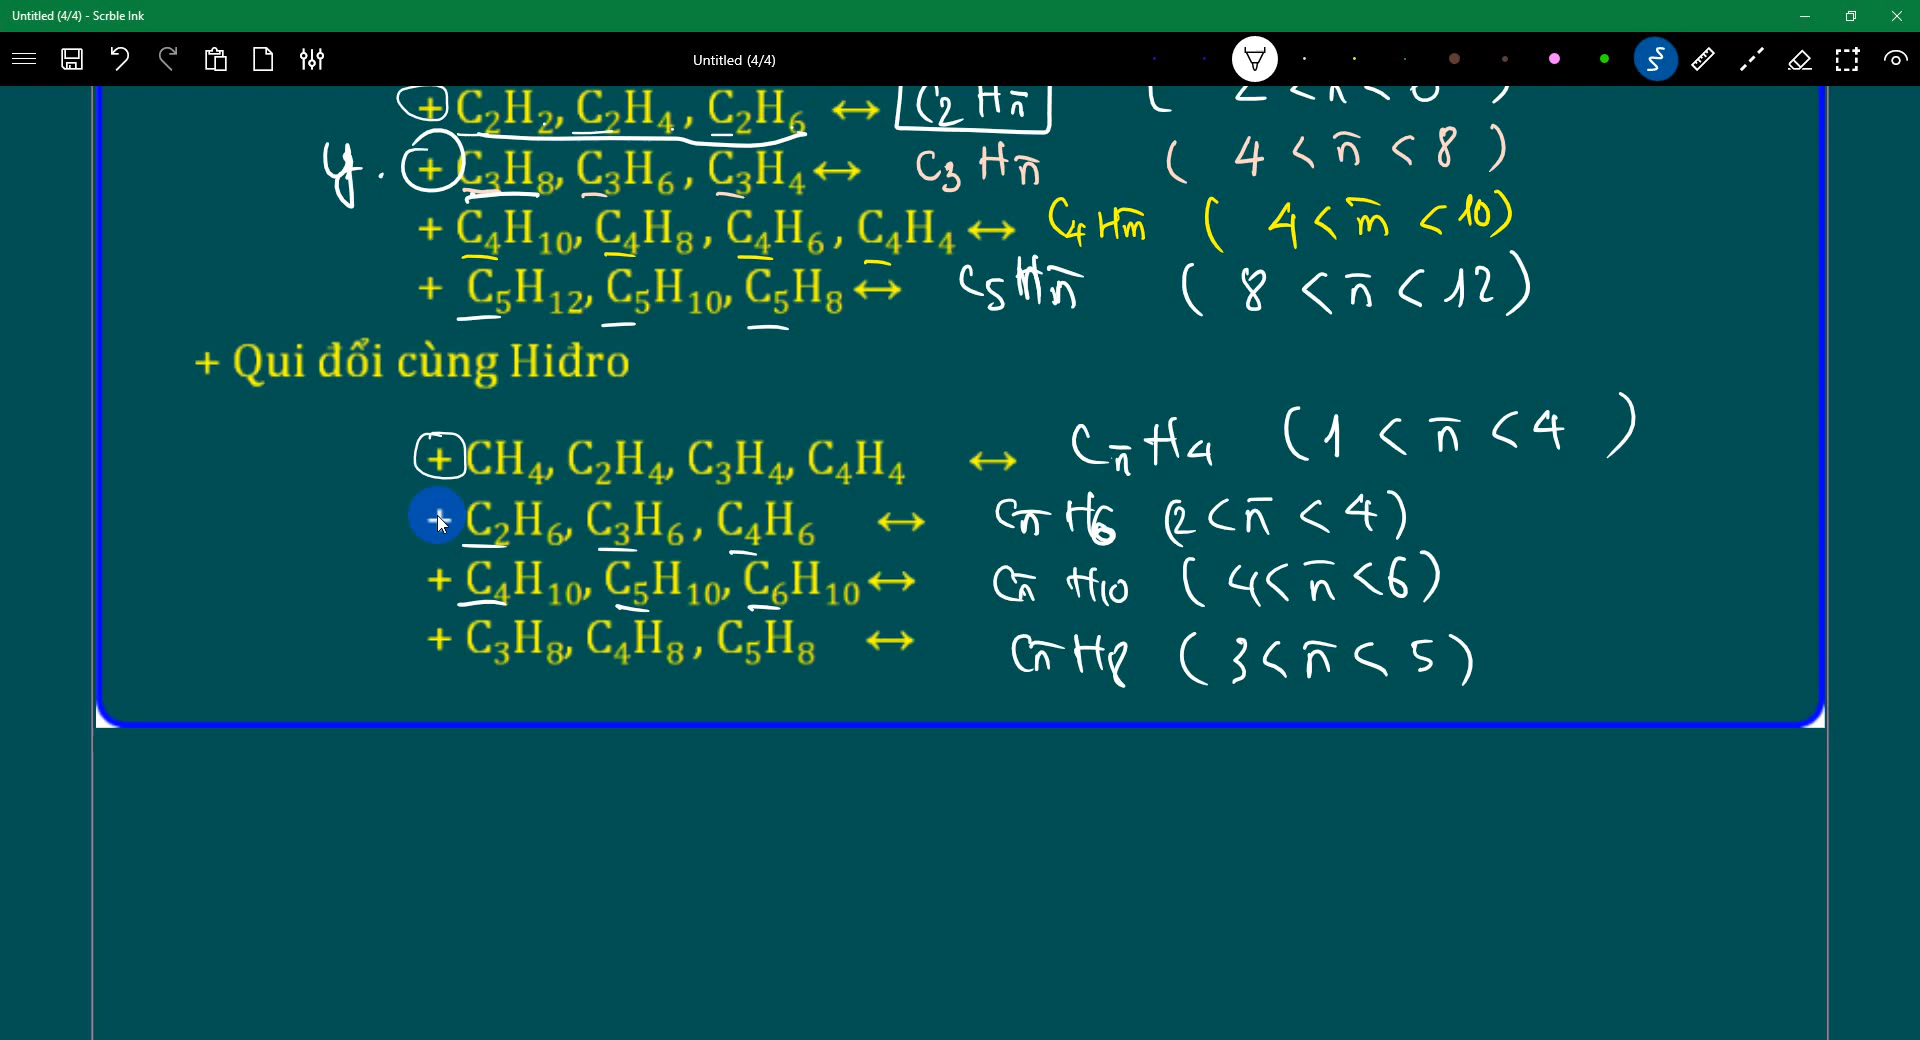 Untitled (4/4) - Scrble Ink
Untitled (4/4)
+ C₂H₂, C₂H₄, C₂H₆ ↔ C₂Hn̄
y. + C₃H₈, C₃H₆, C₃H₄ ↔ C₃Hn̄ ( 4 < n̄ < 8 )
+ C₄H₁₀, C₄H₈, C₄H₆, C₄H₄ ↔ C₄Hm̄ ( 4 < m̄ < 10)
+ C₅H₁₂, C₅H₁₀, C₅H₈ ↔ C₅Hn̄ ( 8 < n̄ < 12)
+ Qui đổi cùng Hiđro
+ CH₄, C₂H₄, C₃H₄, C₄H₄ ↔ Cn̄H₄ (1 < n̄ < 4 )
+ C₂H₆, C₃H₆, C₄H₆ ↔ Cn̄H₆ (2 < n̄ < 4)
+ C₄H₁₀, C₅H₁₀, C₆H₁₀ ↔ Cn̄H₁₀ ( 4 < n̄ < 6)
+ C₃H₈, C₄H₈, C₅H₈ ↔ Cn̄H₈ ( 3 < n̄ < 5 )